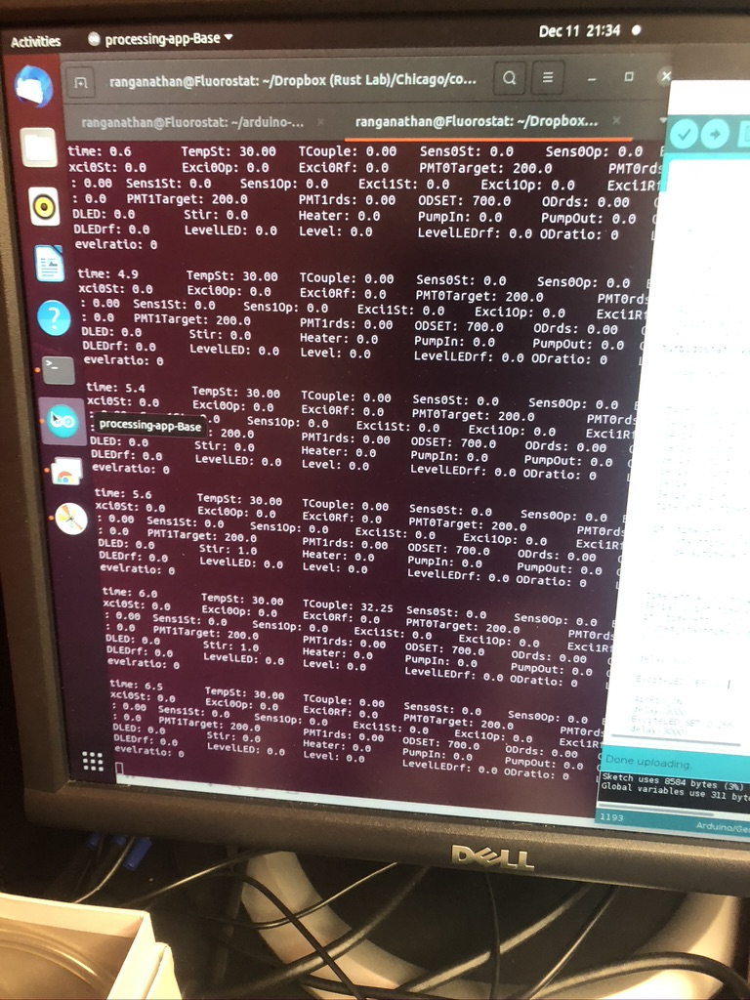 Activities
processing-app-Base
Dec 11 21:34
ranganathan@Fluorostat: ~/Dropbox (Rust Lab)/Chicago/co...
ranganathan@Fluorostat: ~/arduino-...
ranganathan@Fluorostat: ~/Dropbox...
time: 0.6 TempSt: 30.00 TCouple: 0.00 Sens0St: 0.0 Sens0Op: 0.0 E
xci0St: 0.0 Exci0Op: 0.0 Exci0Rf: 0.0 PMT0Target: 200.0 PMT0rds
: 0.00 Sens1St: 0.0 Sens1Op: 0.0 Exci1St: 0.0 Exci1Op: 0.0 Exci1Rf
: 0.0 PMT1Target: 200.0 PMT1rds: 0.00 ODSET: 700.0 ODrds: 0.00 O
DLED: 0.0 Stir: 0.0 Heater: 0.0 PumpIn: 0.0 PumpOut: 0.0 O
DLEDrf: 0.0 LevelLED: 0.0 Level: 0.0 LevelLEDrf: 0.0 ODratio: 0
evelratio: 0
time: 4.9 TempSt: 30.00 TCouple: 0.00 Sens0St: 0.0 Sens0Op: 0.0 E
xci0St: 0.0 Exci0Op: 0.0 Exci0Rf: 0.00 PMT0Target: 200.0 PMT0rds
: 0.00 Sens1St: 0.0 Sens1Op: 0.0 Exci1St: 0.0 Exci1Op: 0.0 Exci1Rf
: 0.0 PMT1Target: 200.0 PMT1rds: 0.00 ODSET: 700.0 ODrds: 0.00
DLED: 0.0 Stir: 0.0 Heater: 0.0 PumpIn: 0.0 PumpOut: 0.0
DLEDrf: 0.0 LevelLED: 0.0 Level: 0.0 LevelLEDrf: 0.0 ODratio: 0
evelratio: 0
time: 5.4 TempSt: 30.00 TCouple: 0.00 Sens0St: 0.0 Sens0Op: 0.0
xci0St: 0.0 Exci0Op: 0.0 Exci0Rf: 0.00 PMT0Target: 200.0 PMT0rd
processing-app-Base
Sens1Op: 0.0 Exci1St: 0.0 Exci1Op: 0.0 Exci1R
200.0 PMT1rds: 0.00 ODSET: 700.0 ODrds: 0.00
DLED: 0.0 Stir: 0.0 Heater: 0.0 PumpIn: 0.0 PumpOut: 0.0
DLEDrf: 0.0 LevelLED: 0.0 Level: 0.0 LevelLEDrf: 0.0 ODratio: 0
evelratio: 0
time: 5.6 TempSt: 30.00 TCouple: 0.00 Sens0St: 0.0 Sens0Op: 0.0
xci0St: 0.0 Exci0Op: 0.0 Exci0Rf: 0.00 PMT0Target: 200.0 PMT0rds
: 0.00 Sens1St: 0.0 Sens1Op: 0.0 Exci1St: 0.0 Exci1Op: 0.0 Exci1R
: 0.0 PMT1Target: 200.0 PMT1rds: 0.00 ODSET: 700.0 ODrds: 0.00
DLED: 0.0 Stir: 1.0 Heater: 0.0 PumpIn: 0.0 PumpOut: 0.0
DLEDrf: 0.0 LevelLED: 0.0 Level: 0.0 LevelLEDrf: 0.0 ODratio: 0
evelratio: 0
time: 6.0 TempSt: 30.00 TCouple: 32.25 Sens0St: 0.0 Sens0Op: 0.0
xci0St: 0.0 Exci0Op: 0.0 Exci0Rf: 0.00 PMT0Target: 200.0 PMT0rd
: 0.00 Sens1St: 0.0 Sens1Op: 0.0 Exci1St: 0.0 Exci1Op: 0.0 Exci1R
: 0.0 PMT1Target: 200.0 PMT1rds: 0.00 ODSET: 700.0 ODrds: 0.00
DLED: 0.0 Stir: 1.0 Heater: 0.0 PumpIn: 0.0 PumpOut: 0.0
DLEDrf: 0.0 LevelLED: 0.0 Level: 0.0 LevelLEDrf: 0.0 ODratio: 0
evelratio: 0
time: 6.5 TempSt: 30.00 TCouple: 0.00 Sens0St: 0.0 Sens0Op: 0.0
xci0St: 0.0 Exci0Op: 0.0 Exci0Rf: 0.00 PMT0Target: 200.0 PMT0rd
: 0.00 Sens1St: 0.0 Sens1Op: 0.0 Exci1St: 0.0 Exci1Op: 0.0 Exci1
: 0.0 PMT1Target: 200.0 PMT1rds: 0.00 ODSET: 700.0 ODrds: 0.00
DLED: 0.0 Stir: 0.0 Heater: 0.0 PumpIn: 0.0 PumpOut: 0.0
DLEDrf: 0.0 LevelLED: 0.0 Level: 0.0 LevelLEDrf: 0.0 ODratio: 0
evelratio: 0
Done uploading.
Sketch uses 8584 bytes (3%)
Global variables use 311 byt
1193
Arduino/Ge
DELL